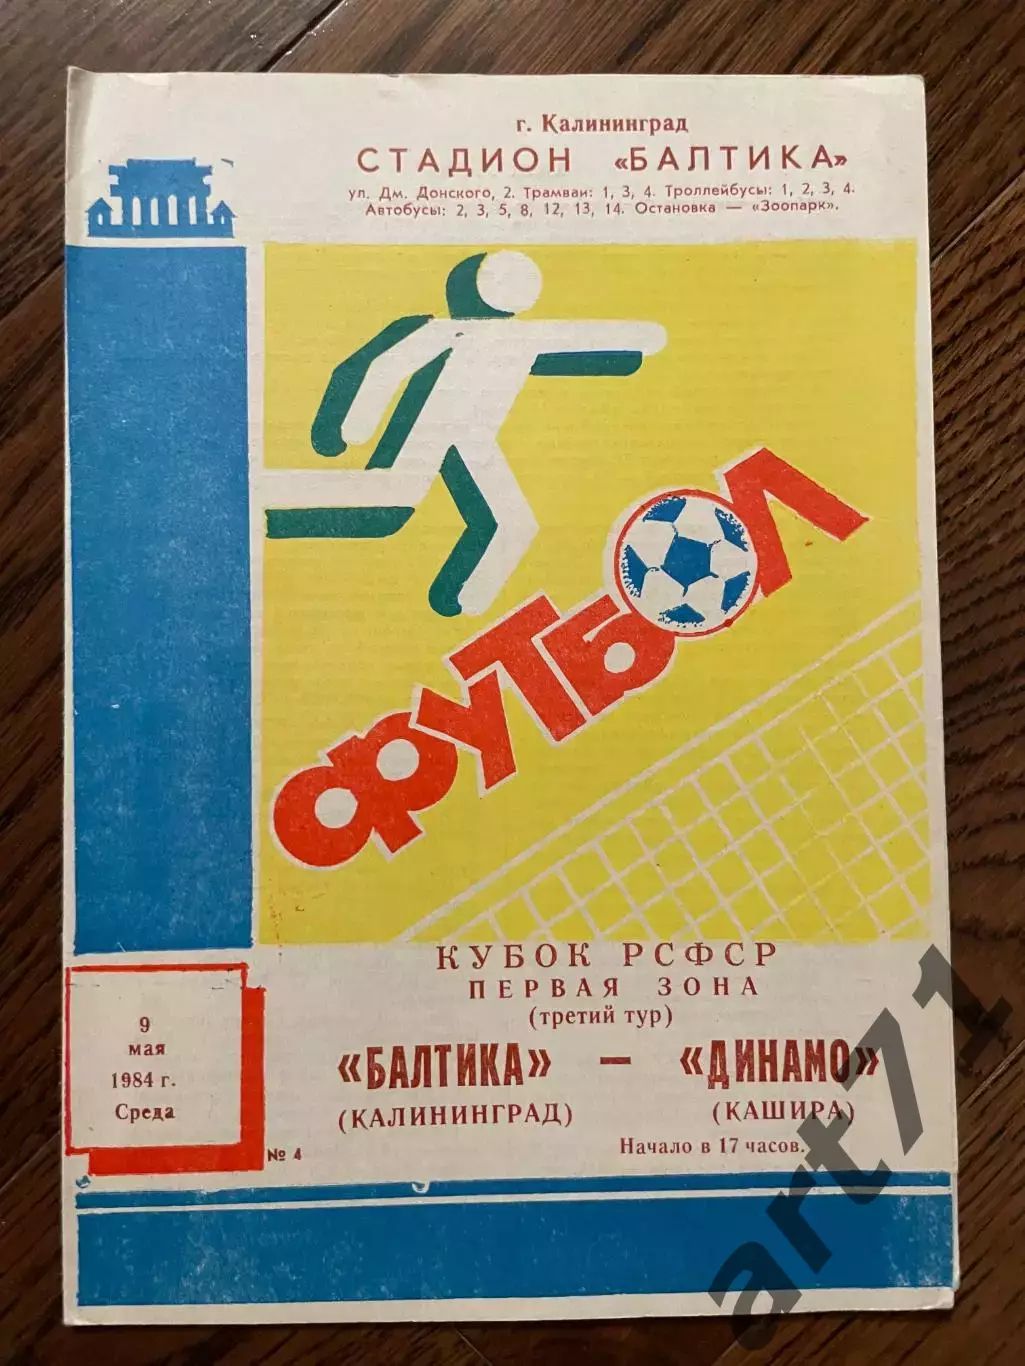 г. Калининград
СТАДИОН «БАЛТИКА»
ул. Дм. Донского, 2. Трамваи: 1, 3, 4. Троллейбусы: 1, 2, 3, 4.
Автобусы: 2, 3, 5, 8, 12, 13, 14. Остановка — «Зоопарк».
ФУТБОЛ
КУБОК РСФСР
ПЕРВАЯ ЗОНА
(третий тур)
«БАЛТИКА» — «ДИНАМО»
(КАЛИНИНГРАД) (КАШИРА)
Начало в 17 часов.
9
мая
1984 г.
Среда
№ 4
art71